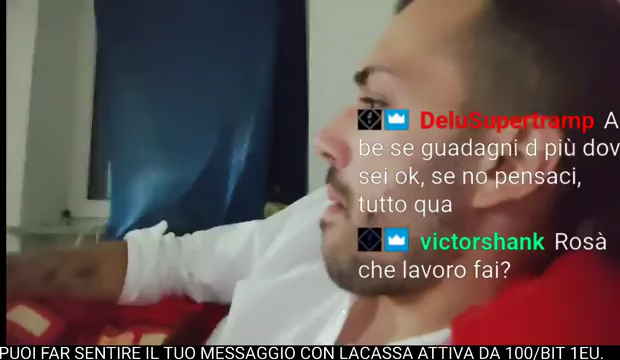 DeluSupertramp A
be se guadagni d più dov
sei ok, se no pensaci,
tutto qua
victorshank Rosà
che lavoro fai?
PUOI FAR SENTIRE IL TUO MESSAGGIO CON LACASSA ATTIVA DA 100/BIT 1EU.